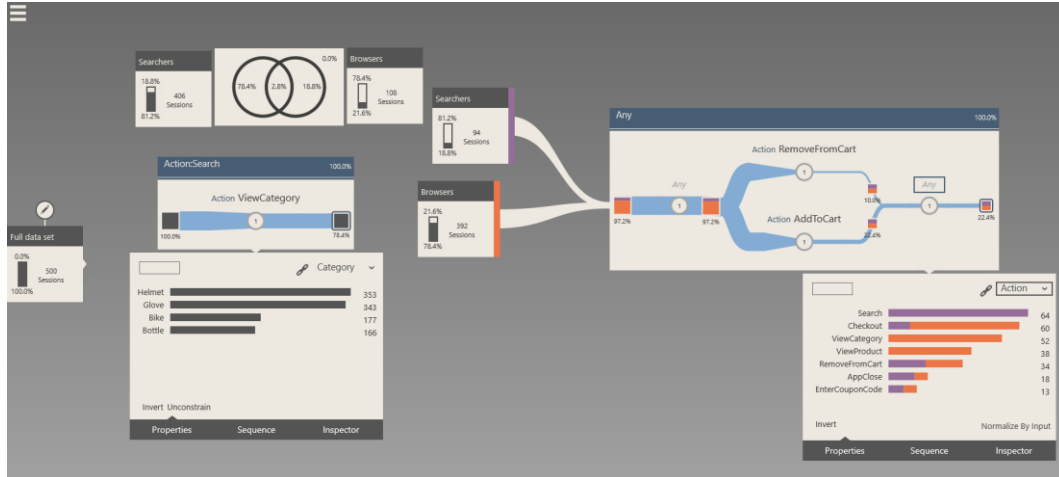 Searchers
18.8%
406
Sessions
81.2%
0.0%
78.4% 2.8% 18.8%
Browsers
78.4%
108
Sessions
21.6%
Searchers
81.2%
94
Sessions
18.8%
Browsers
21.6%
392
Sessions
78.4%
Full data set
0.0%
500
Sessions
100.0%
Action:Search 100.0%
Action ViewCategory
1
100.0% 78.4%
Category
Helmet 353
Glove 343
Bike 177
Bottle 166
Invert Unconstrain
Properties Sequence Inspector
Any 100.0%
Action RemoveFromCart
1
Any
1
97.2% 97.2%
10.0%
Any
1
22.4%
Action AddToCart
1
22.4%
Action
Search 64
Checkout 60
ViewCategory 52
ViewProduct 38
RemoveFromCart 34
AppClose 18
EnterCouponCode 13
Invert Normalize By Input
Properties Sequence Inspector